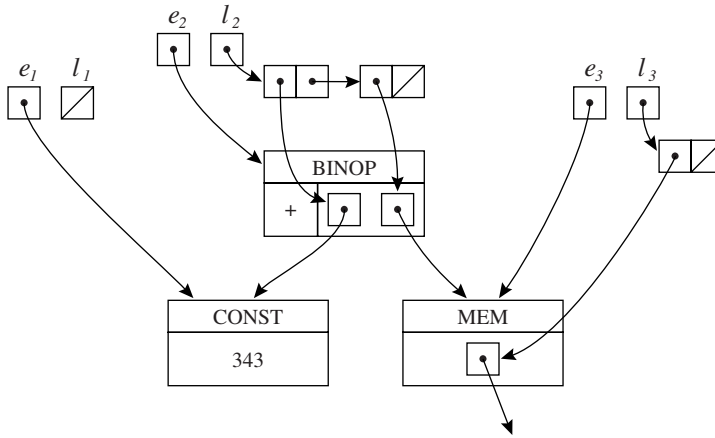 e₂ l₂
e₁ l₁ e₃ l₃
BINOP
+
CONST MEM
343